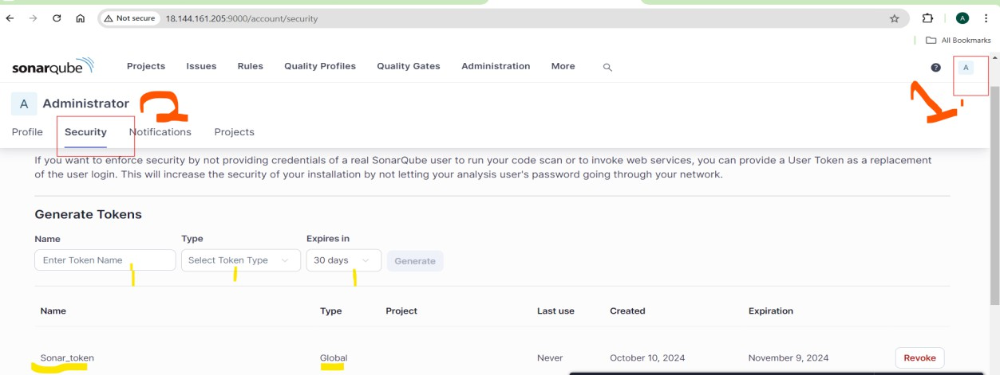 Not secure 18.144.161.205:9000/account/security A
All Bookmarks
sonarqube Projects Issues Rules Quality Profiles Quality Gates Administration More ? A
A Administrator 2 1
Profile Security Notifications Projects
If you want to enforce security by not providing credentials of a real SonarQube user to run your code scan or to invoke web services, you can provide a User Token as a replacement
of the user login. This will increase the security of your installation by not letting your analysis user's password going through your network.
Generate Tokens
Name Type Expires in
Enter Token Name Select Token Type 30 days Generate
Name Type Project Last use Created Expiration
Sonar_token Global Never October 10, 2024 November 9, 2024 Revoke